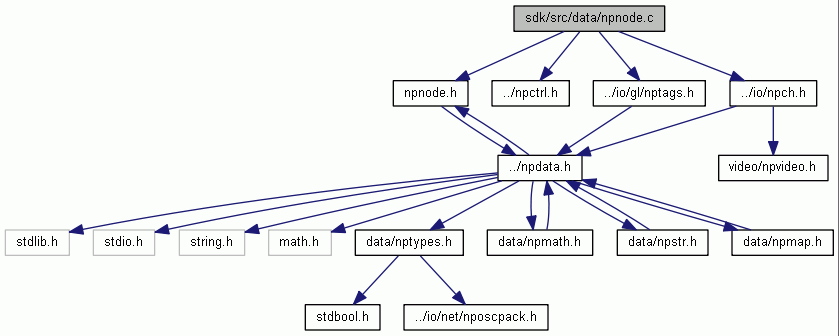 sdk/src/data/npnode.c
npnode.h
../npctrl.h
../io/gl/nptags.h
../io/npch.h
../npdata.h
video/npvideo.h
stdlib.h
stdio.h
string.h
math.h
data/nptypes.h
data/npmath.h
data/npstr.h
data/npmap.h
stdbool.h
../io/net/nposcpack.h